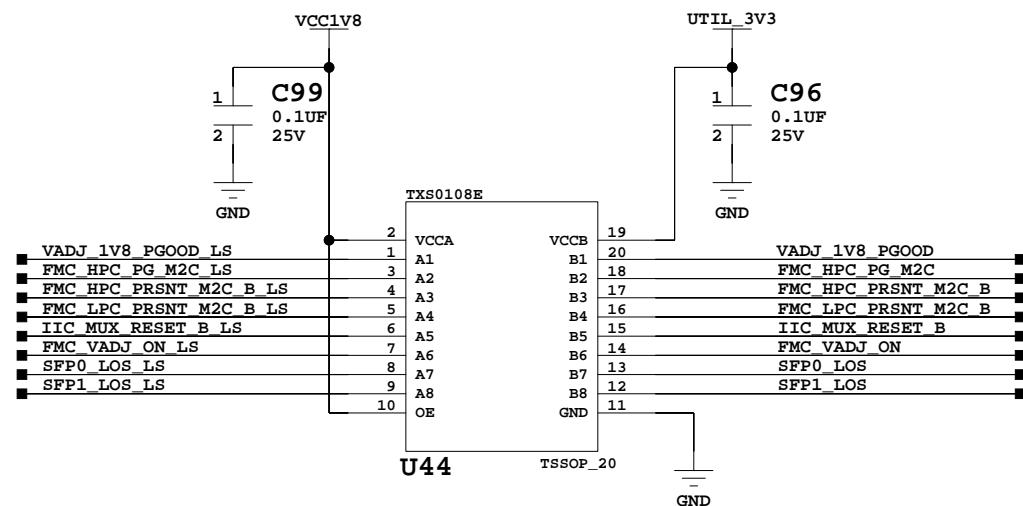 VCC1V8
UTIL_3V3
1 C99
0.1UF
2 25V
GND
1 C96
0.1UF
2 25V
GND
TXS0108E
2 VCCA VCCB 19
VADJ_1V8_PGOOD_LS 1 A1 B1 20 VADJ_1V8_PGOOD
FMC_HPC_PG_M2C_LS 3 A2 B2 18 FMC_HPC_PG_M2C
FMC_HPC_PRSNT_M2C_B_LS 4 A3 B3 17 FMC_HPC_PRSNT_M2C_B
FMC_LPC_PRSNT_M2C_B_LS 5 A4 B4 16 FMC_LPC_PRSNT_M2C_B
IIC_MUX_RESET_B_LS 6 A5 B5 15 IIC_MUX_RESET_B
FMC_VADJ_ON_LS 7 A6 B6 14 FMC_VADJ_ON
SFP0_LOS_LS 8 A7 B7 13 SFP0_LOS
SFP1_LOS_LS 9 A8 B8 12 SFP1_LOS
10 OE GND 11
U44 TSSOP_20
GND